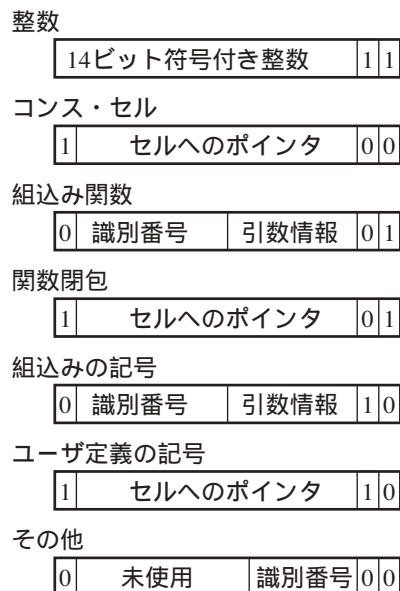 整数
14ビット符号付き整数 1 1
コンス・セル
1 セルへのポインタ 0 0
組込み関数
0 識別番号 引数情報 0 1
関数閉包
1 セルへのポインタ 0 1
組込みの記号
0 識別番号 引数情報 1 0
ユーザ定義の記号
1 セルへのポインタ 1 0
その他
0 未使用 識別番号 0 0